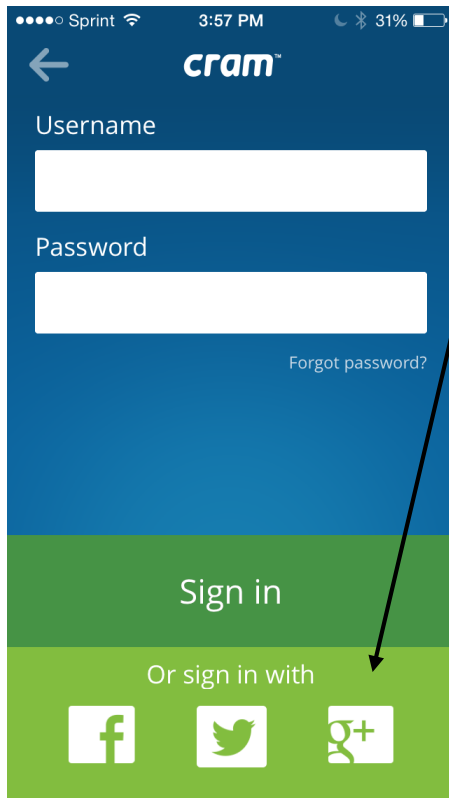 Sprint 3:57 PM 31%
cram™
Username
Password
Forgot password?
Sign in
Or sign in with
f g+